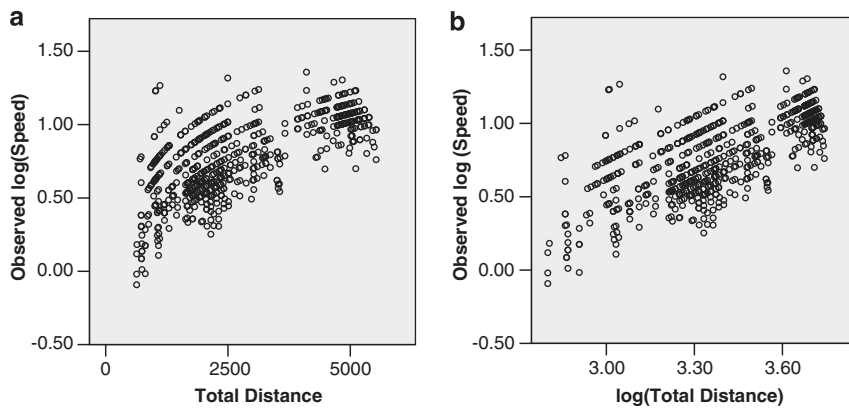 a
Observed log(Speed)
1.50
1.00
0.50
0.00
-0.50
0
2500
5000
Total Distance
b
Observed log (Speed)
1.50
1.00
0.50
0.00
-0.50
3.00
3.30
3.60
log(Total Distance)